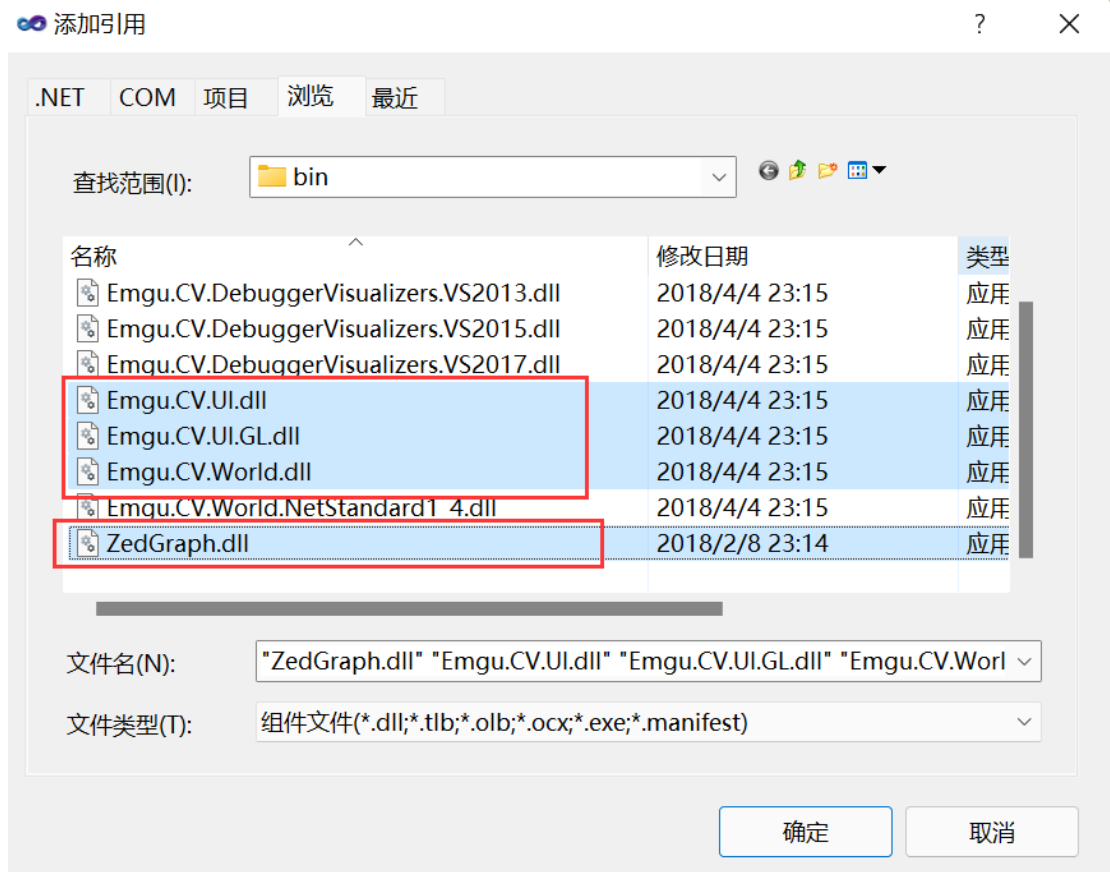 添加引用
?
.NET COM 项目 浏览 最近
查找范围(I): bin
名称 修改日期 类型
Emgu.CV.DebuggerVisualizers.VS2013.dll 2018/4/4 23:15 应用
Emgu.CV.DebuggerVisualizers.VS2015.dll 2018/4/4 23:15 应用
Emgu.CV.DebuggerVisualizers.VS2017.dll 2018/4/4 23:15 应用
Emgu.CV.UI.dll 2018/4/4 23:15 应用
Emgu.CV.UI.GL.dll 2018/4/4 23:15 应用
Emgu.CV.World.dll 2018/4/4 23:15 应用
Emgu.CV.World.NetStandard1_4.dll 2018/4/4 23:15 应用
ZedGraph.dll 2018/2/8 23:14 应用
文件名(N): "ZedGraph.dll" "Emgu.CV.UI.dll" "Emgu.CV.UI.GL.dll" "Emgu.CV.Worl
文件类型(T): 组件文件(*.dll;*.tlb;*.olb;*.ocx;*.exe;*.manifest)
确定 取消